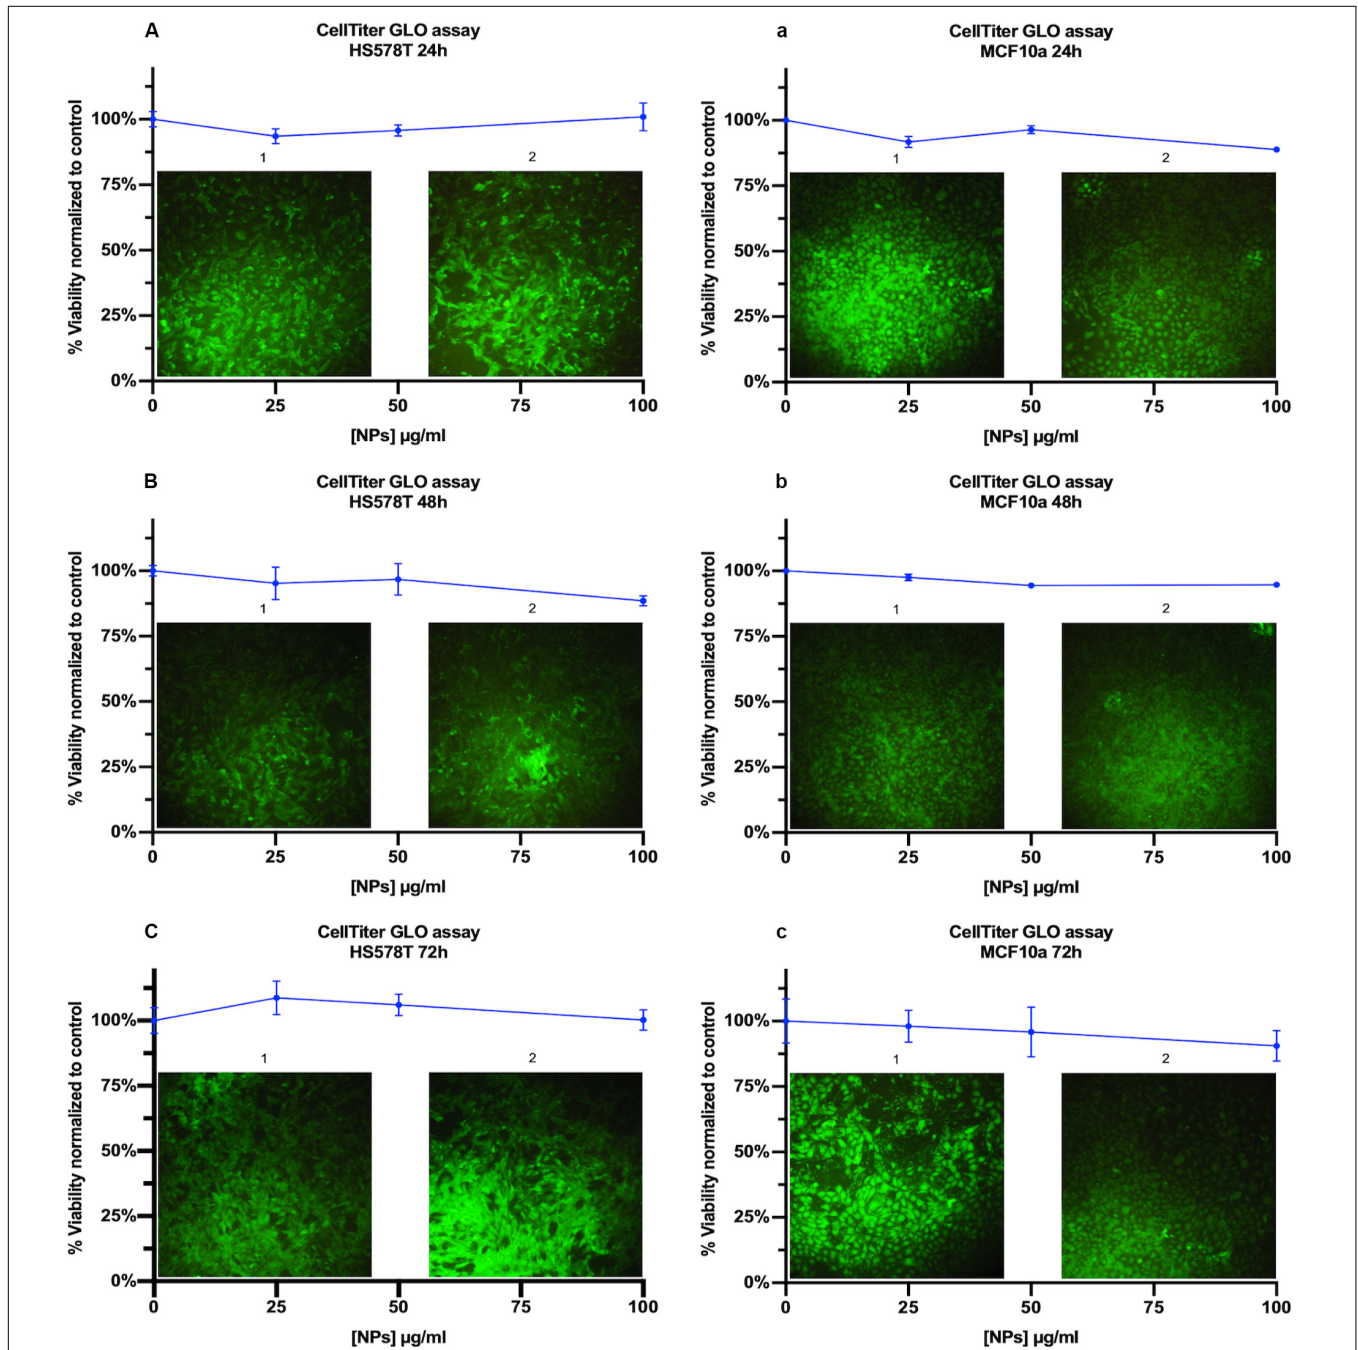 A
CellTiter GLO assay
HS578T 24h
% Viability normalized to control
100%
75%
50%
25%
0%
1
2
0 25 50 75 100
[NPs] µg/ml
a
CellTiter GLO assay
MCF10a 24h
% Viability normalized to control
100%
75%
50%
25%
0%
1
2
0 25 50 75 100
[NPs] µg/ml
B
CellTiter GLO assay
HS578T 48h
% Viability normalized to control
100%
75%
50%
25%
0%
1
2
0 25 50 75 100
[NPs] µg/ml
b
CellTiter GLO assay
MCF10a 48h
% Viability normalized to control
100%
75%
50%
25%
0%
1
2
0 25 50 75 100
[NPs] µg/ml
C
CellTiter GLO assay
HS578T 72h
% Viability normalized to control
100%
75%
50%
25%
0%
1
2
0 25 50 75 100
[NPs] µg/ml
c
CellTiter GLO assay
MCF10a 72h
% Viability normalized to control
100%
75%
50%
25%
0%
1
2
0 25 50 75 100
[NPs] µg/ml